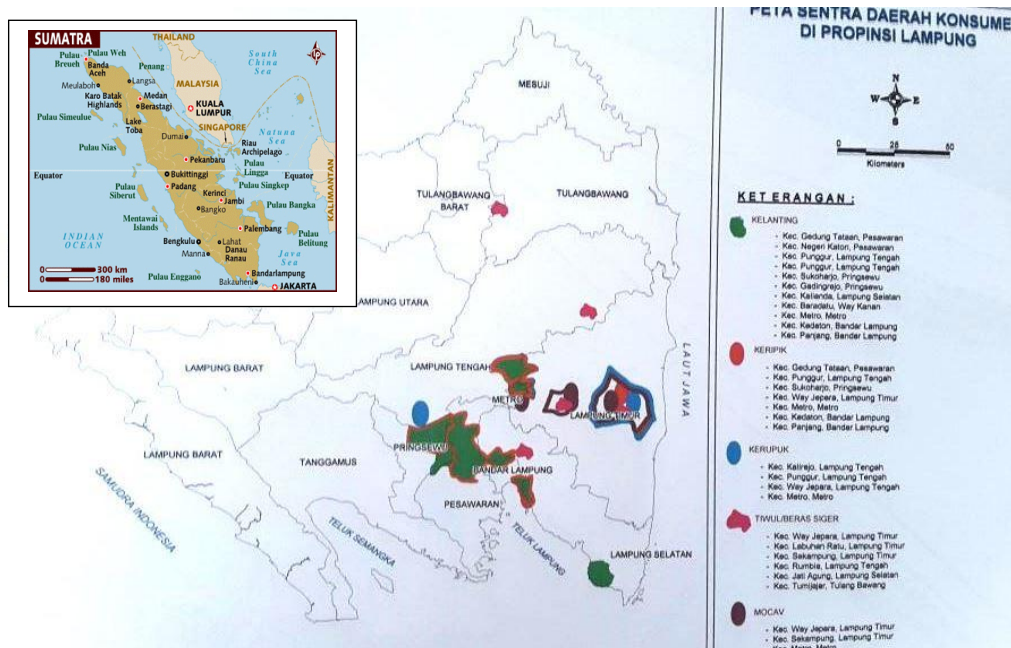 SUMATRA
THAILAND
Pulau Weh
Pulau
Breueh
Banda
Aceh
Penang
South
China
Sea
Langsa
MALAYSIA
Meulaboh
Medan
Karo Batak
Highlands
Berastagi
KUALA
LUMPUR
Pulau Simeulue
Lake
Toba
SINGAPORE
Natuna
Sea
Dumai
Riau
Archipelago
Pulau Nias
Pekanbaru
Pulau
Lingga
Equator
Equator
Bukittinggi
Pulau Singkep
Pulau
Siberut
Padang
Kerinci
Jambi
Pulau Bangka
KALIMANTAN
Bangko
Mentawai
Islands
Palembang
Pulau
Belitung
INDIAN
OCEAN
Bengkulu
Lahat
Danau
Ranau
Manna
Java
Sea
0 300 km
0 180 miles
Pulau Enggano
Bandarlampung
Bakauheni
JAKARTA
PETA SENTRA DAERAH KONSUME
DI PROPINSI LAMPUNG
N
W E
S
0 25 50
Kilometers
MESUJI
TULANGBAWANG
BARAT
TULANGBAWANG
LAMPUNG UTARA
LAMPUNG BARAT
LAMPUNG TENGAH
METRO
LAMPUNG TIMUR
LAUT JAWA
LAMPUNG BARAT
TANGGAMUS
PRINGSEWU
BANDAR LAMPUNG
PESAWARAN
SAMUDRA INDONESIA
TELUK SEMANGKA
TELUK LAMPUNG
LAMPUNG SELATAN
KETERANGAN :
KELANTING
- Kec. Gedung Tataan, Pesawaran
- Kec. Negeri Katon, Pesawaran
- Kec. Punggur, Lampung Tengah
- Kec. Punggur, Lampung Tengah
- Kec. Sukoharjo, Pringsewu
- Kec. Gadingrejo, Pringsewu
- Kec. Kalianda, Lampung Selatan
- Kec. Baradatu, Way Kanan
- Kec. Metro, Metro
- Kec. Kedaton, Bandar Lampung
- Kec. Panjang, Bandar Lampung
KERIPIK
- Kec. Gedung Tataan, Pesawaran
- Kec. Punggur, Lampung Tengah
- Kec. Sukoharjo, Pringsewu
- Kec. Way Jepara, Lampung Timur
- Kec. Metro, Metro
- Kec. Kedaton, Bandar Lampung
- Kec. Panjang, Bandar Lampung
KERUPUK
- Kec. Kalirejo, Lampung Tengah
- Kec. Punggur, Lampung Tengah
- Kec. Way Jepara, Lampung Tengah
- Kec. Metro, Metro
TIWUL/BERAS SIGER
- Kec. Way Jepara, Lampung Timur
- Kec. Labuhan Ratu, Lampung Timur
- Kec. Sekampung, Lampung Timur
- Kec. Rumbia, Lampung Tengah
- Kec. Jati Agung, Lampung Selatan
- Kec. Tumijajar, Tulang Bawang
MOCAV
- Kec. Way Jepara, Lampung Timur
- Kec. Sekampung, Lampung Timur
- Kec. Metro, Metro